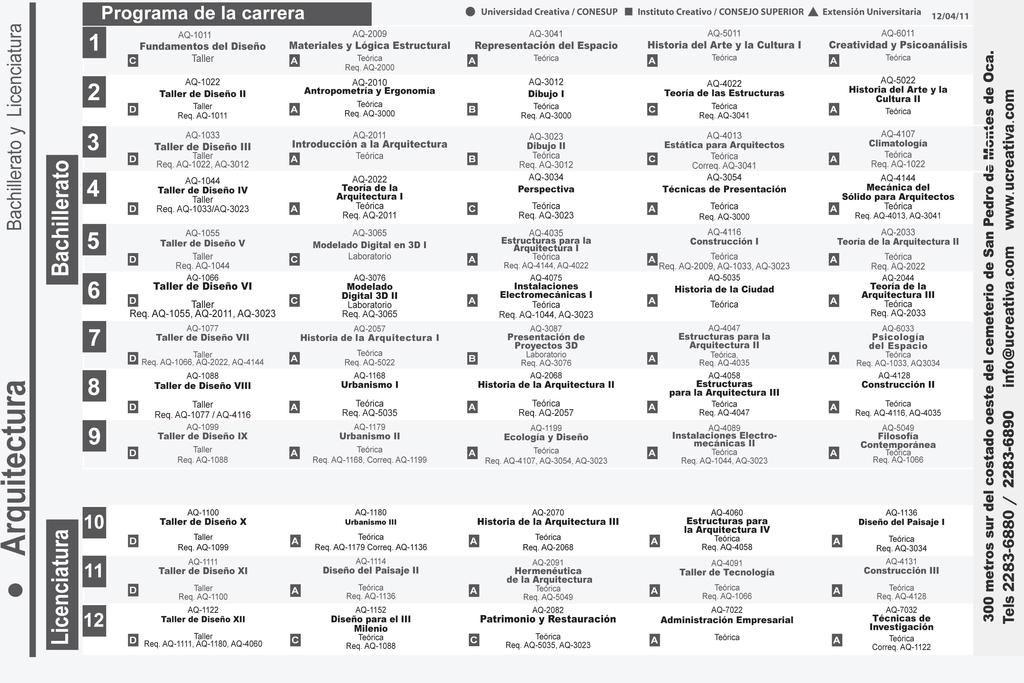 Programa de la carrera
● Universidad Creativa / CONESUP ■ Instituto Creativo / CONSEJO SUPERIOR ▲ Extensión Universitaria 12/04/11
● Arquitectura
Bachillerato y Licenciatura
Bachillerato
1
AQ-1011
Fundamentos del Diseño
C Taller
AQ-2009
Materiales y Lógica Estructural
A Teórica
Req. AQ-2000
AQ-3041
Representación del Espacio
A Teórica
AQ-5011
Historia del Arte y la Cultura I
A Teórica
AQ-6011
Creatividad y Psicoanálisis
A Teórica
2
AQ-1022
Taller de Diseño II
Taller
D Req. AQ-1011
AQ-2010
Antropometría y Ergonomía
Teórica
A Req. AQ-3000
AQ-3012
Dibujo I
Teórica
B Req. AQ-3000
AQ-4022
Teoría de las Estructuras
Teórica
C Req. AQ-3041
AQ-5022
Historia del Arte y la
Cultura II
A Teórica
3
AQ-1033
Taller de Diseño III
D Taller
Req. AQ-1022, AQ-3012
AQ-2011
Introducción a la Arquitectura
A Teórica
AQ-3023
Dibujo II
B Teórica
Req. AQ-3012
AQ-4013
Estática para Arquitectos
C Teórica
Correq. AQ-3041
AQ-4107
Climatología
A Teórica
Req. AQ-1022
4
AQ-1044
Taller de Diseño IV
Taller
D Req. AQ-1033/AQ-3023
AQ-2022
Teoría de la
Arquitectura I
Teórica
A Req. AQ-2011
AQ-3034
Perspectiva
Teórica
C Req. AQ-3023
AQ-3054
Técnicas de Presentación
Teórica
A Req. AQ-3000
AQ-4144
Mecánica del
Sólido para Arquitectos
Teórica
A Req. AQ-4013, AQ-3041
5
AQ-1055
Taller de Diseño V
Taller
D Req. AQ-1044
AQ-3065
Modelado Digital en 3D I
C Laboratorio
AQ-4035
Estructuras para la
Arquitectura I
Teórica
A Req. AQ-4144, AQ-4022
AQ-4116
Construcción I
Teórica
A Req. AQ-2009, AQ-1033, AQ-3023
AQ-2033
Teoría de la Arquitectura II
Teórica
A Req. AQ-2022
6
AQ-1066
Taller de Diseño VI
D Taller
Req. AQ-1055, AQ-2011, AQ-3023
AQ-3076
Modelado
Digital 3D II
C Laboratorio
Req. AQ-3065
AQ-4075
Instalaciones
Electromecánicas I
A Teórica
Req. AQ-1044, AQ-3023
AQ-5035
Historia de la Ciudad
A Teórica
AQ-2044
Teoría de la
Arquitectura III
A Teórica
Req. AQ-2033
7
AQ-1077
Taller de Diseño VII
Taller
D Req. AQ-1066, AQ-2022, AQ-4144
AQ-2057
Historia de la Arquitectura I
Teórica
A Req. AQ-5022
AQ-3087
Presentación de
Proyectos 3D
Laboratorio
B Req. AQ-3076
AQ-4047
Estructuras para la
Arquitectura II
Teórica,
A Req. AQ-4035
AQ-6033
Psicología
del Espacio
Teórica
A Req. AQ-1033, AQ3034
8
AQ-1088
Taller de Diseño VIII
D Taller
Req. AQ-1077 / AQ-4116
AQ-1168
Urbanismo I
A Teórica
Req. AQ-5035
AQ-2068
Historia de la Arquitectura II
A Teórica
Req. AQ-2057
AQ-4058
Estructuras
para la Arquitectura III
A Teórica
Req. AQ-4047
AQ-4128
Construcción II
A Teórica
Req. AQ-4116, AQ-4035
9
AQ-1099
Taller de Diseño IX
D Taller
Req. AQ-1088
AQ-1179
Urbanismo II
A Teórica
Req. AQ-1168, Correq. AQ-1199
AQ-1199
Ecología y Diseño
A Teórica
Req. AQ-4107, AQ-3054, AQ-3023
AQ-4089
Instalaciones Electro-
mecánicas II
A Teórica
Req. AQ-1044, AQ-3023
AQ-5049
Filosofía
Contemporánea
A Teórica
Req. AQ-1066
Licenciatura
10
AQ-1100
Taller de Diseño X
D Taller
Req. AQ-1099
AQ-1180
Urbanismo III
A Teórica
Req. AQ-1179 Correq. AQ-1136
AQ-2070
Historia de la Arquitectura III
A Teórica
Req. AQ-2068
AQ-4060
Estructuras para
la Arquitectura IV
A Teórica
Req. AQ-4058
AQ-1136
Diseño del Paisaje I
A Teórica
Req. AQ-3034
11
AQ-1111
Taller de Diseño XI
D Taller
Req. AQ-1100
AQ-1114
Diseño del Paisaje II
A Teórica
Req. AQ-1136
AQ-2091
Hermenéutica
de la Arquitectura
A Teórica
Req. AQ-5049
AQ-4091
Taller de Tecnología
A Teórica
Req. AQ-1066
AQ-4131
Construcción III
A Teórica
Req. AQ-4128
12
AQ-1122
Taller de Diseño XII
Taller
D Req. AQ-1111, AQ-1180, AQ-4060
AQ-1152
Diseño para el III
Milenio
C Teórica
Req. AQ-1088
AQ-2082
Patrimonio y Restauración
C Teórica
Req. AQ-5035, AQ-3023
AQ-7022
Administración Empresarial
A Teórica
AQ-7032
Técnicas de
Investigación
A Teórica
Correq. AQ-1122
300 metros sur del costado oeste del cementerio de San Pedro de Montes de Oca.
Tels 2283-6880 / 2283-6890 info@ucreativa.com www.ucreativa.com